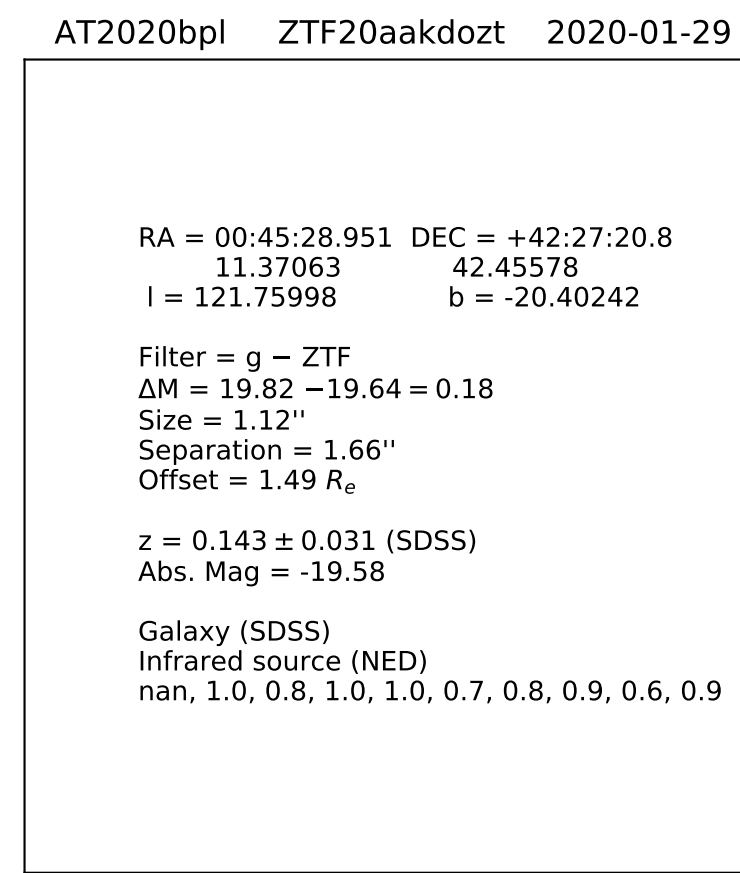 AT2020bpl ZTF20aakdozt 2020-01-29
RA = 00:45:28.951 DEC = +42:27:20.8
11.37063 42.45578
l = 121.75998 b = -20.40242
Filter = g − ZTF
ΔM = 19.82 −19.64 = 0.18
Size = 1.12''
Separation = 1.66''
Offset = 1.49 Re
z = 0.143 ± 0.031 (SDSS)
Abs. Mag = -19.58
Galaxy (SDSS)
Infrared source (NED)
nan, 1.0, 0.8, 1.0, 1.0, 0.7, 0.8, 0.9, 0.6, 0.9